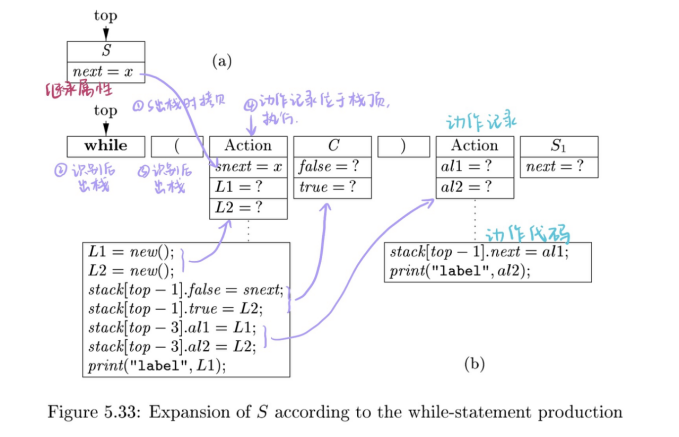 top
S
(a)
next = x
继承属性
①S出栈时拷贝
④动作记录位于栈顶,
执行.
top
动作记录
while
(
Action
C
)
Action
S₁
snext = x
false = ?
al1 = ?
next = ?
②识别后
出栈
③识别后
出栈
L1 = ?
true = ?
al2 = ?
L2 = ?
动作代码
L1 = new();
L2 = new();
stack[top − 1].false = snext;
stack[top − 1].true = L2;
stack[top − 3].al1 = L1;
stack[top − 3].al2 = L2;
print("label", L1);
stack[top − 1].next = al1;
print("label", al2);
(b)
Figure 5.33: Expansion of S according to the while-statement production